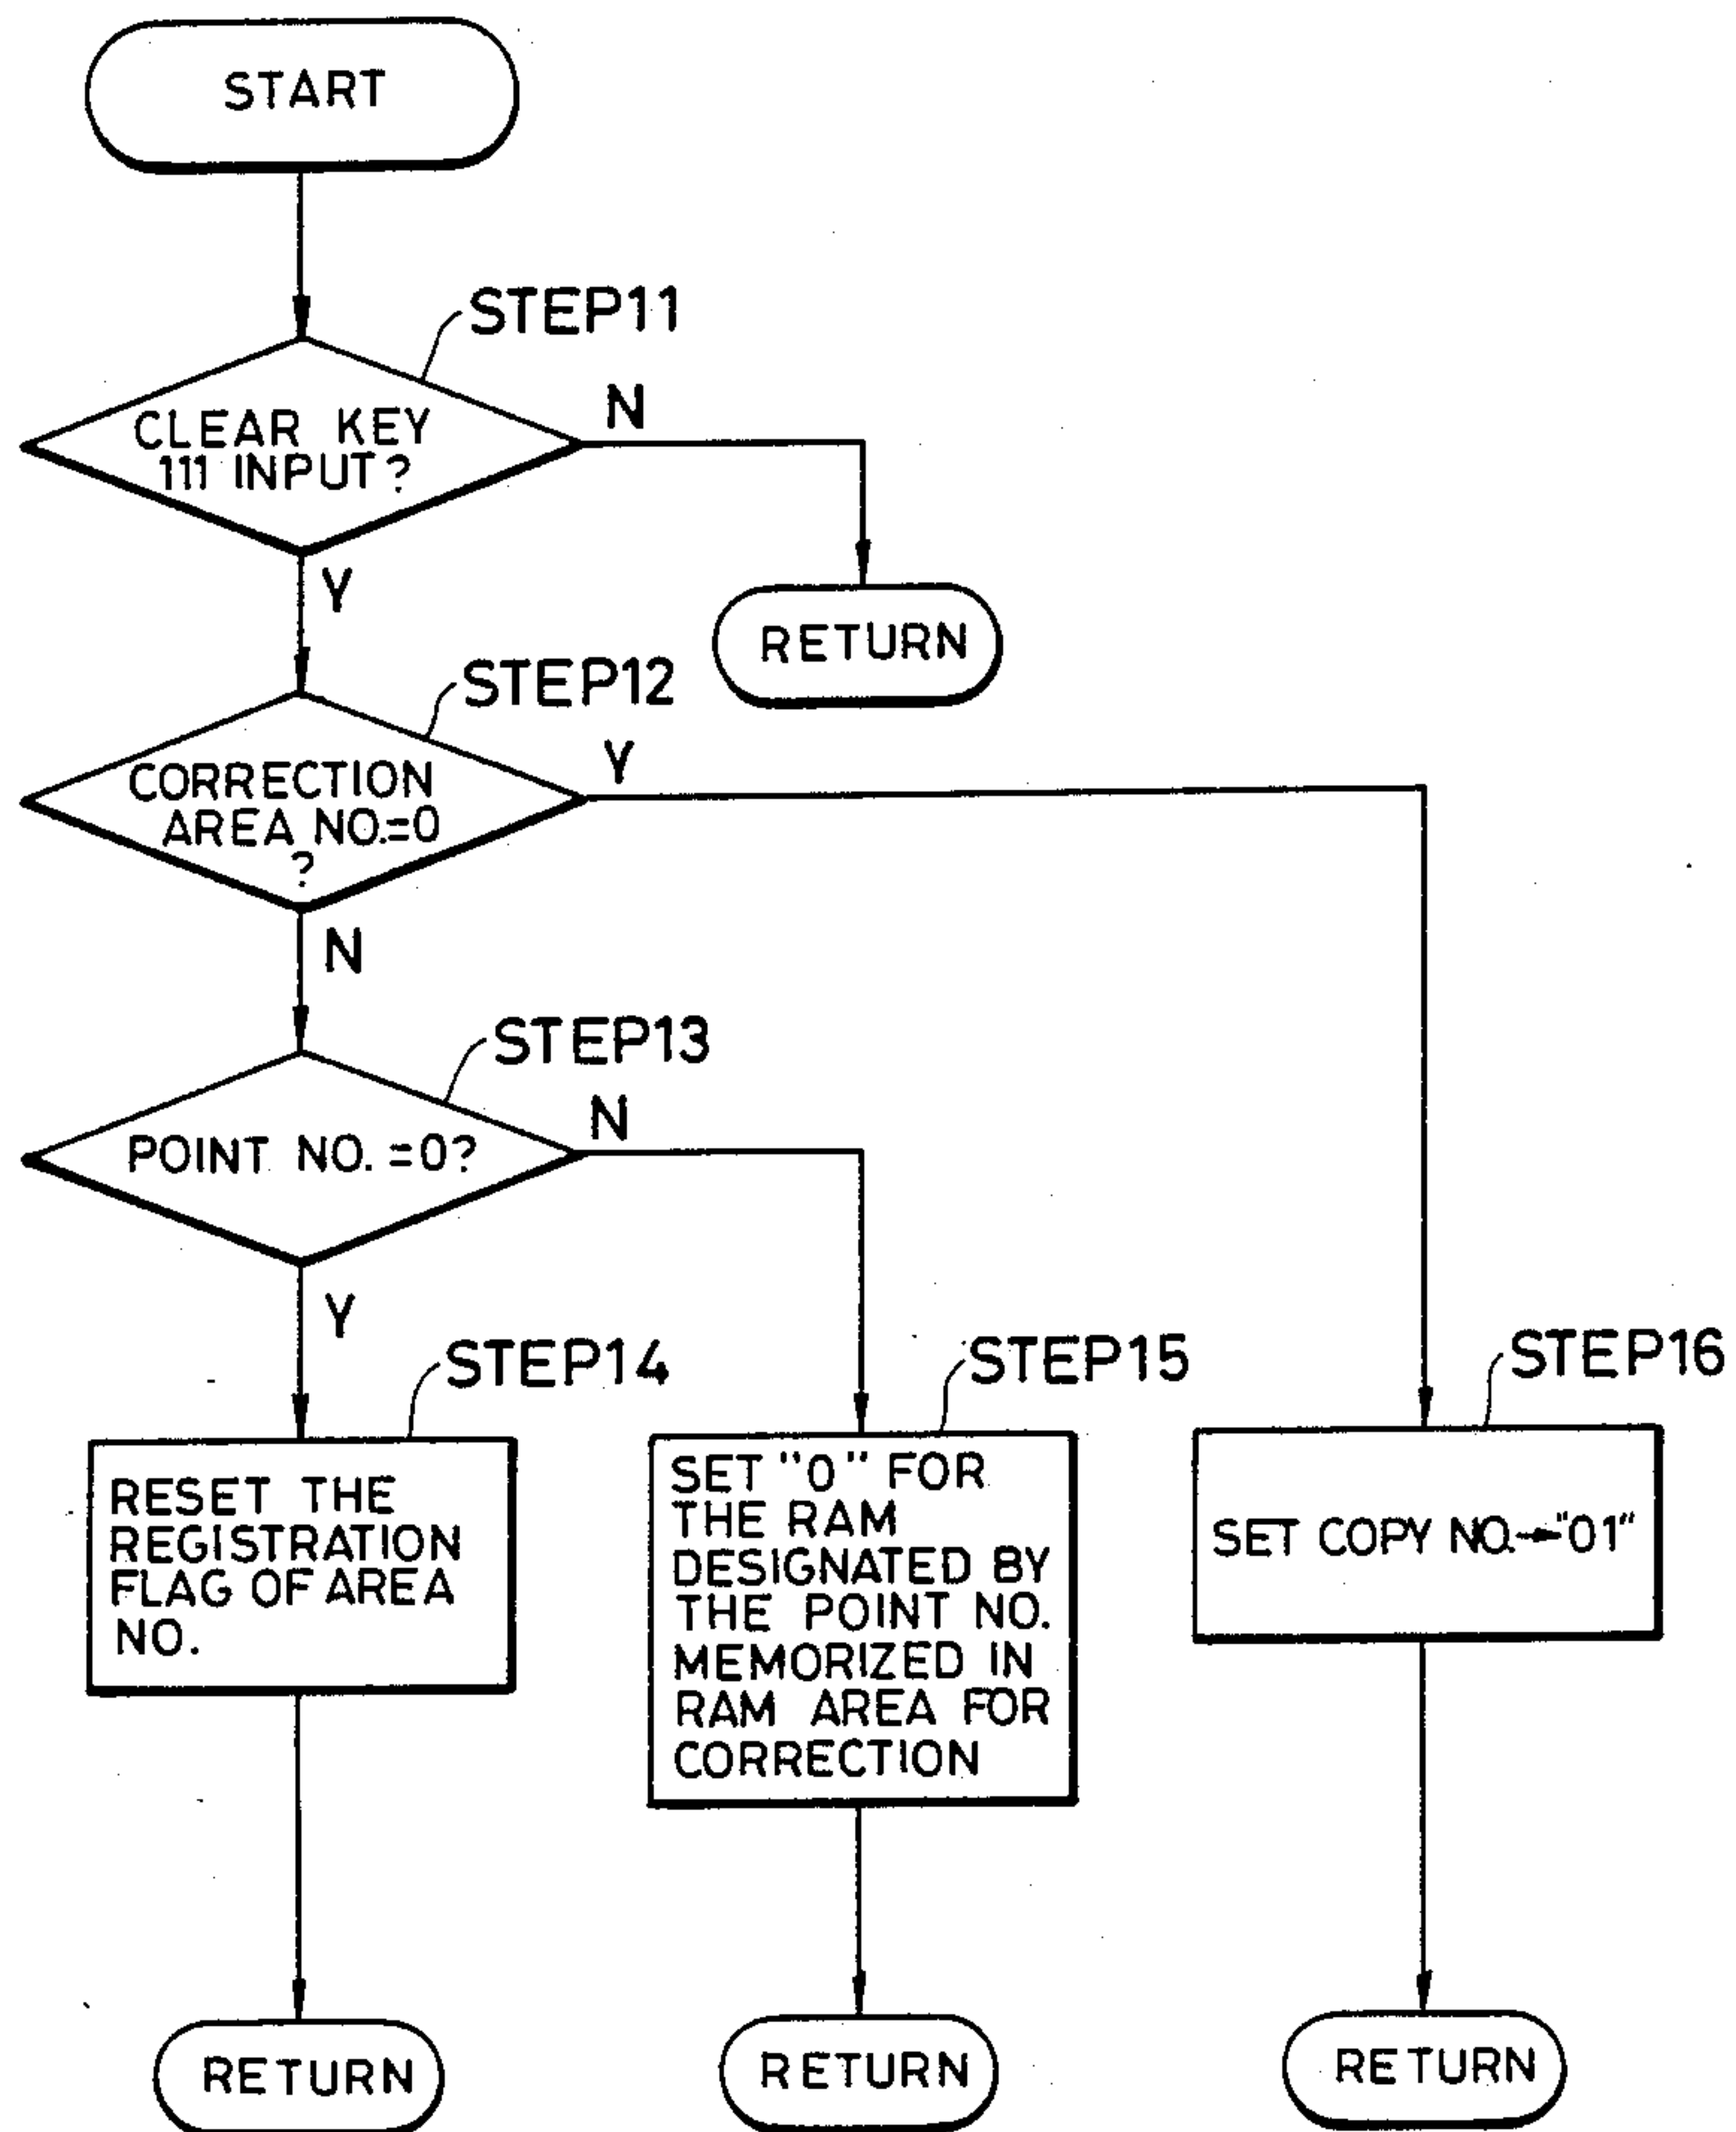 START
STEP11
N
CLEAR KEY
111 INPUT?
Y
RETURN
STEP12
Y
CORRECTION
AREA NO.=0
?
N
STEP13
N
POINT NO.=0?
Y
STEP14
STEP15
STEP16
RESET THE
REGISTRATION
FLAG OF AREA
NO.
SET "0" FOR
THE RAM
DESIGNATED BY
THE POINT NO.
MEMORIZED IN
RAM AREA FOR
CORRECTION
SET COPY NO.→"01"
RETURN
RETURN
RETURN